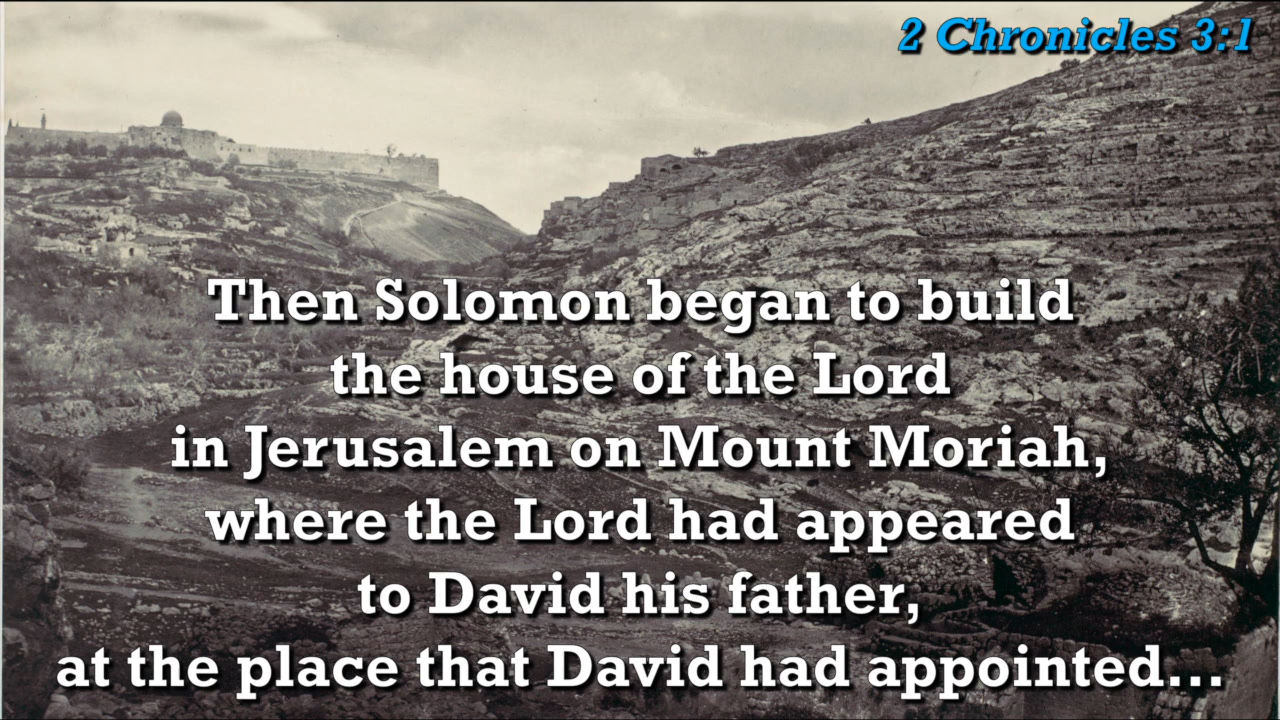 2 Chronicles 3:1
Then Solomon began to build
the house of the Lord
in Jerusalem on Mount Moriah,
where the Lord had appeared
to David his father,
at the place that David had appointed...